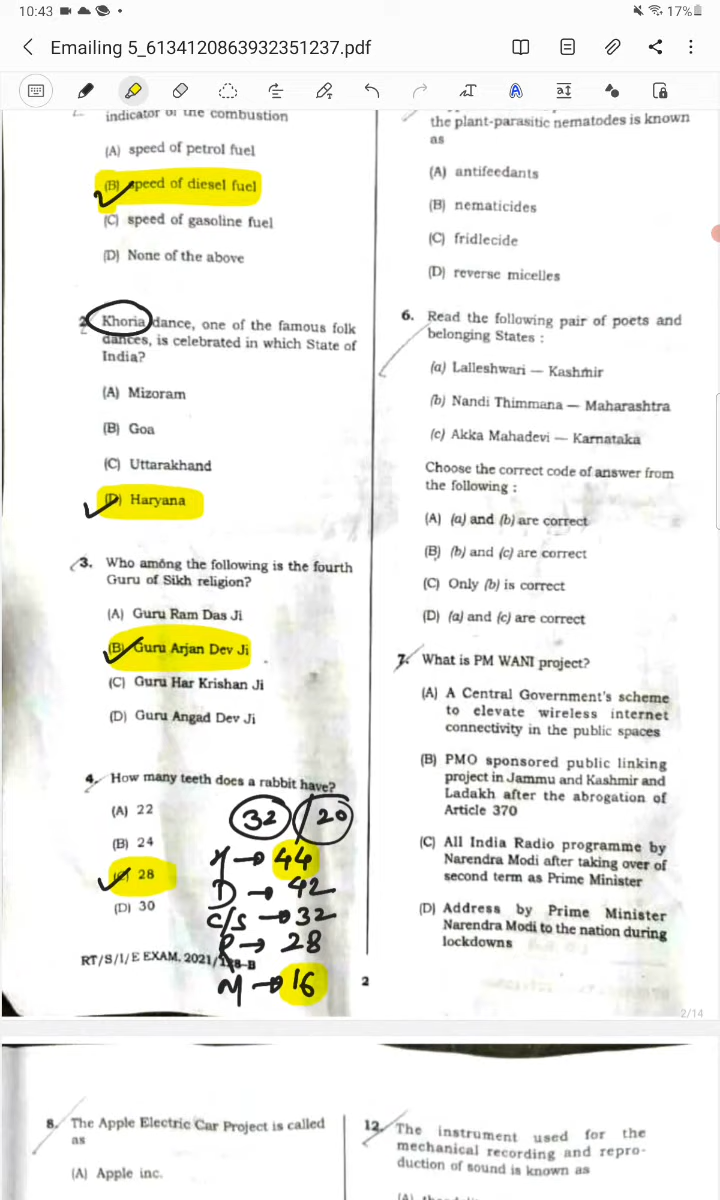 10:43
17%
Emailing 5_6134120863932351237.pdf
indicator of the combustion
(A) speed of petrol fuel
(B) speed of diesel fuel
(C) speed of gasoline fuel
(D) None of the above
2. Khoria dance, one of the famous folk
dances, is celebrated in which State of
India?
(A) Mizoram
(B) Goa
(C) Uttarakhand
(D) Haryana
3. Who among the following is the fourth
Guru of Sikh religion?
(A) Guru Ram Das Ji
(B) Guru Arjan Dev Ji
(C) Guru Har Krishan Ji
(D) Guru Angad Dev Ji
4. How many teeth does a rabbit have?
(A) 22
(B) 24
(C) 28
(D) 30
32 / 20
→ 44
D → 42
C/S → 32
R → 28
M → 16
RT/S/I/E EXAM. 2021/128-B
2
the plant-parasitic nematodes is known
as
(A) antifeedants
(B) nematicides
(C) fridlecide
(D) reverse micelles
6. Read the following pair of poets and
belonging States :
(a) Lalleshwari — Kashmir
(b) Nandi Thimmana — Maharashtra
(c) Akka Mahadevi — Karnataka
Choose the correct code of answer from
the following :
(A) (a) and (b) are correct
(B) (b) and (c) are correct
(C) Only (b) is correct
(D) (a) and (c) are correct
7. What is PM WANI project?
(A) A Central Government's scheme
to elevate wireless internet
connectivity in the public spaces
(B) PMO sponsored public linking
project in Jammu and Kashmir and
Ladakh after the abrogation of
Article 370
(C) All India Radio programme by
Narendra Modi after taking over of
second term as Prime Minister
(D) Address by Prime Minister
Narendra Modi to the nation during
lockdowns
2/14
8. The Apple Electric Car Project is called
as
(A) Apple inc.
12. The instrument used for the
mechanical recording and repro-
duction of sound is known as
(A)